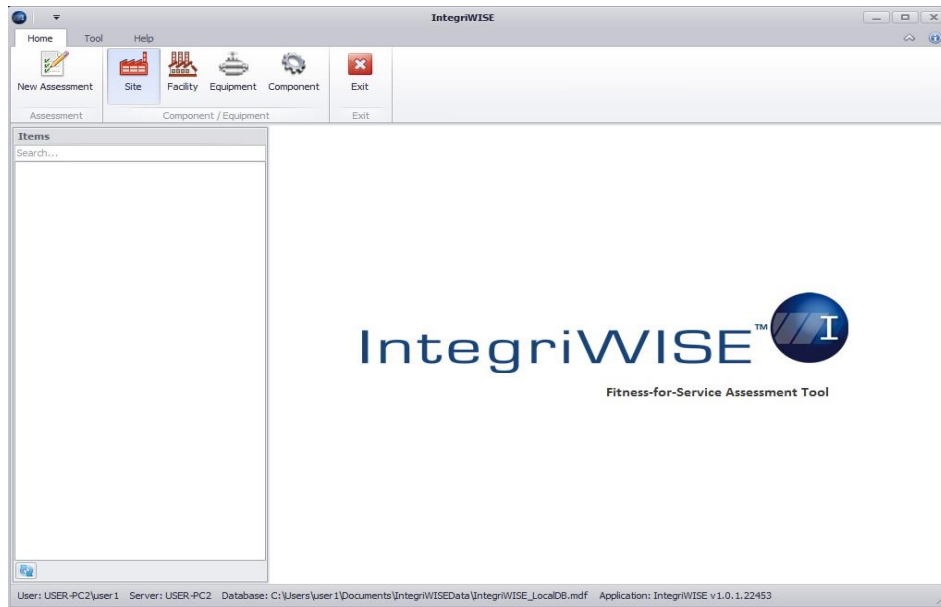 IntegriWISE
Home Tool Help
New Assessment Site Facility Equipment Component Exit
Assessment Component / Equipment Exit
Items
Search...
IntegriWISE™ I
Fitness-for-Service Assessment Tool
User: USER-PC2\user1 Server: USER-PC2 Database: C:\Users\user1\Documents\IntegriWISEData\IntegriWISE_LocalDB.mdf Application: IntegriWISE v1.0.1.22453